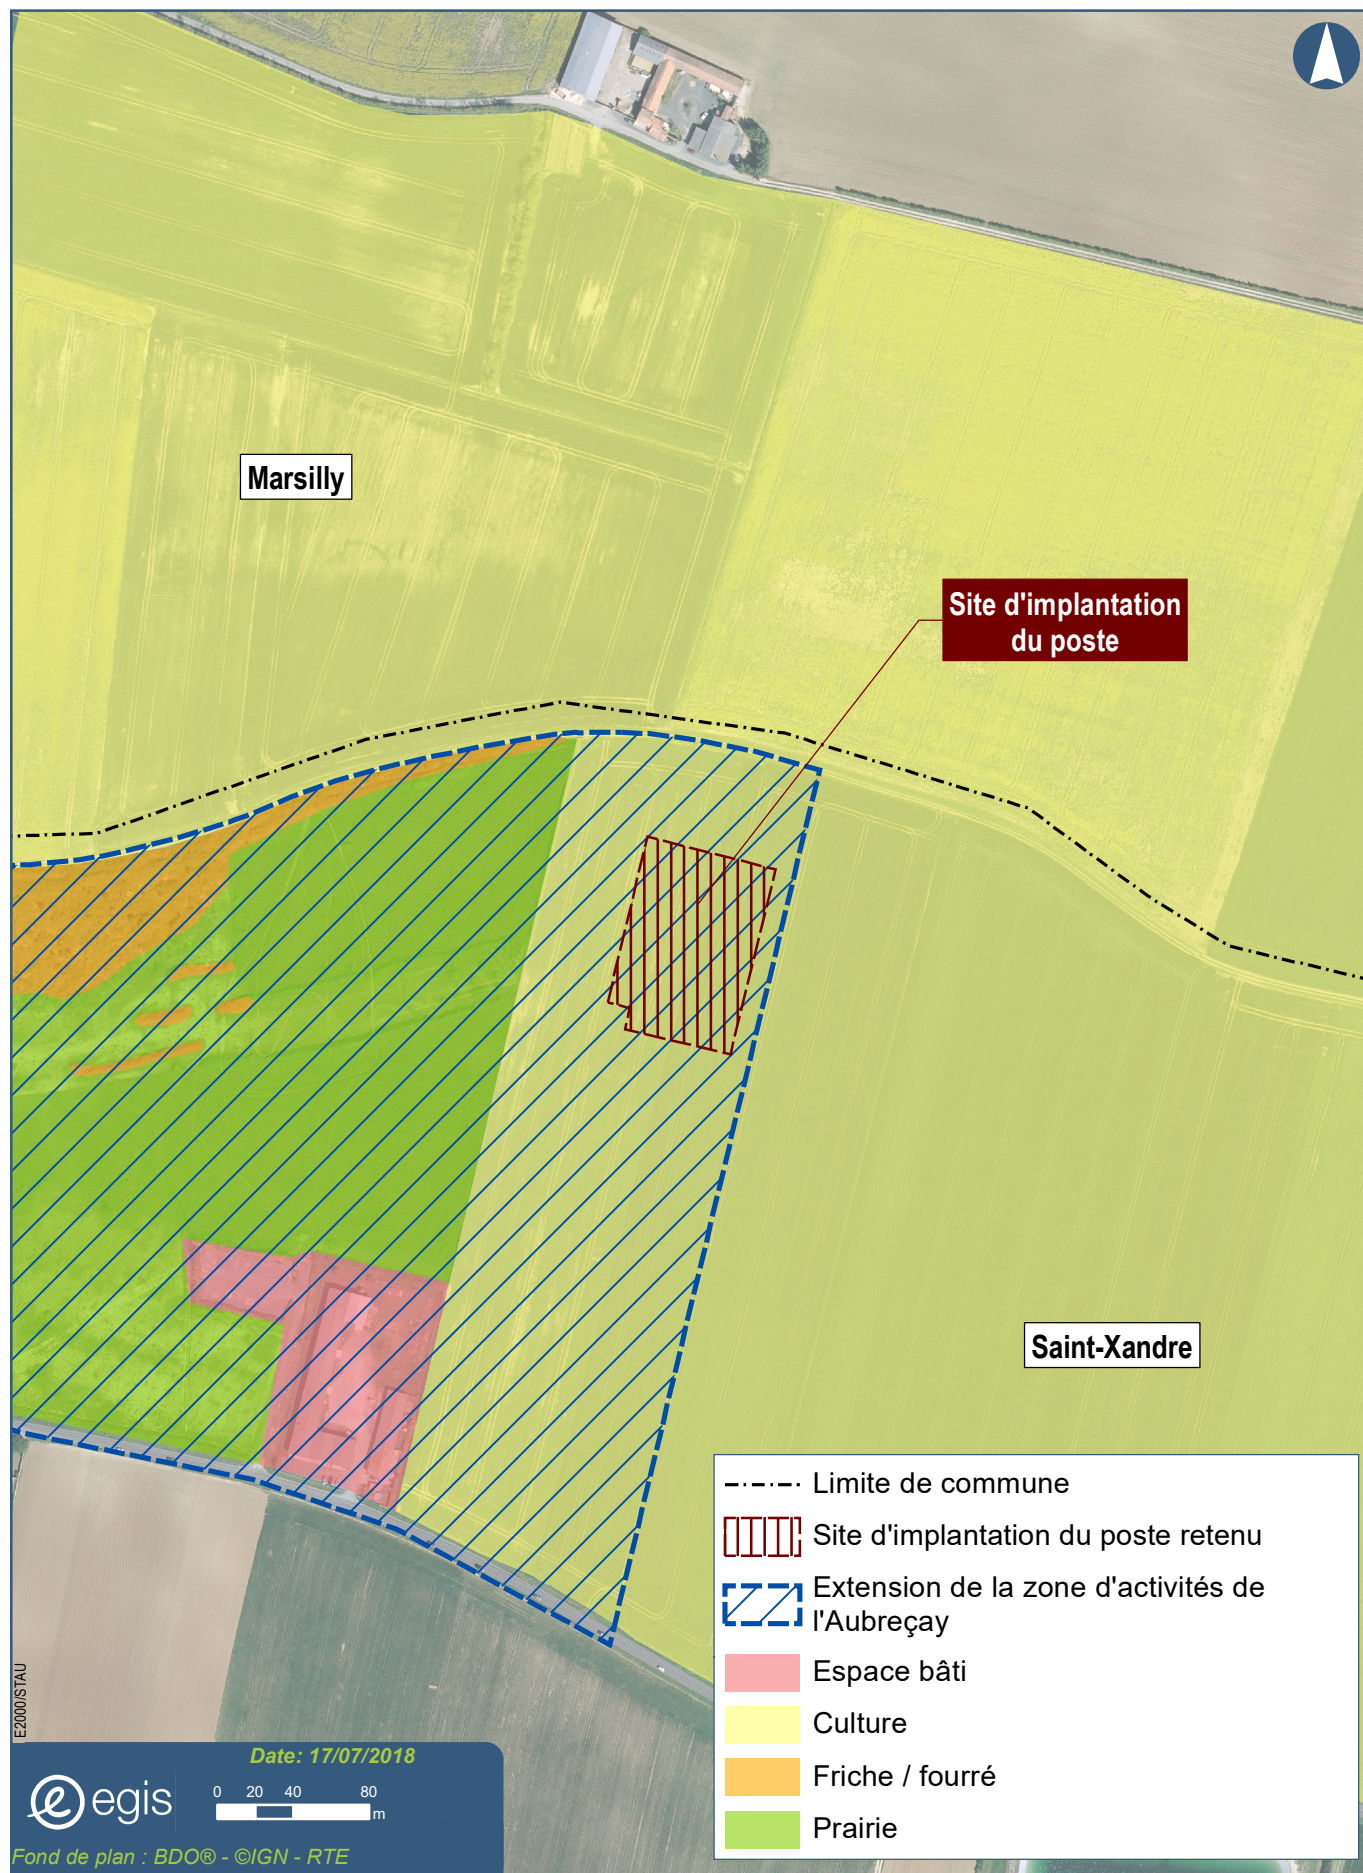 Marsilly
Site d'implantation
du poste
Saint-Xandre
Limite de commune
Site d'implantation du poste retenu
Extension de la zone d'activités de
l'Aubreçay
Espace bâti
Culture
Friche / fourré
Prairie
E2000/STAU
Date: 17/07/2018
egis
0 20 40 80
m
Fond de plan : BDO® - ©IGN - RTE